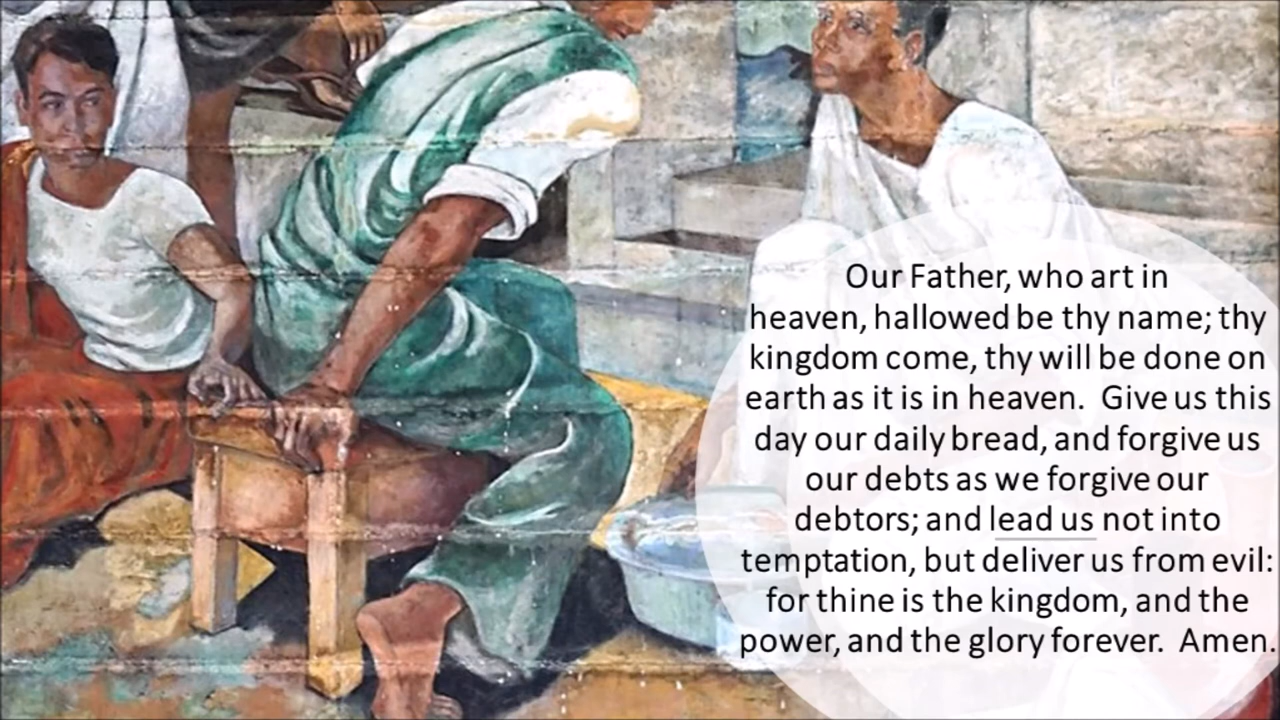 Our Father, who art in
heaven, hallowed be thy name; thy
kingdom come, thy will be done on
earth as it is in heaven.  Give us this
day our daily bread, and forgive us
our debts as we forgive our
debtors; and lead us not into
temptation, but deliver us from evil:
for thine is the kingdom, and the
power, and the glory forever.  Amen.